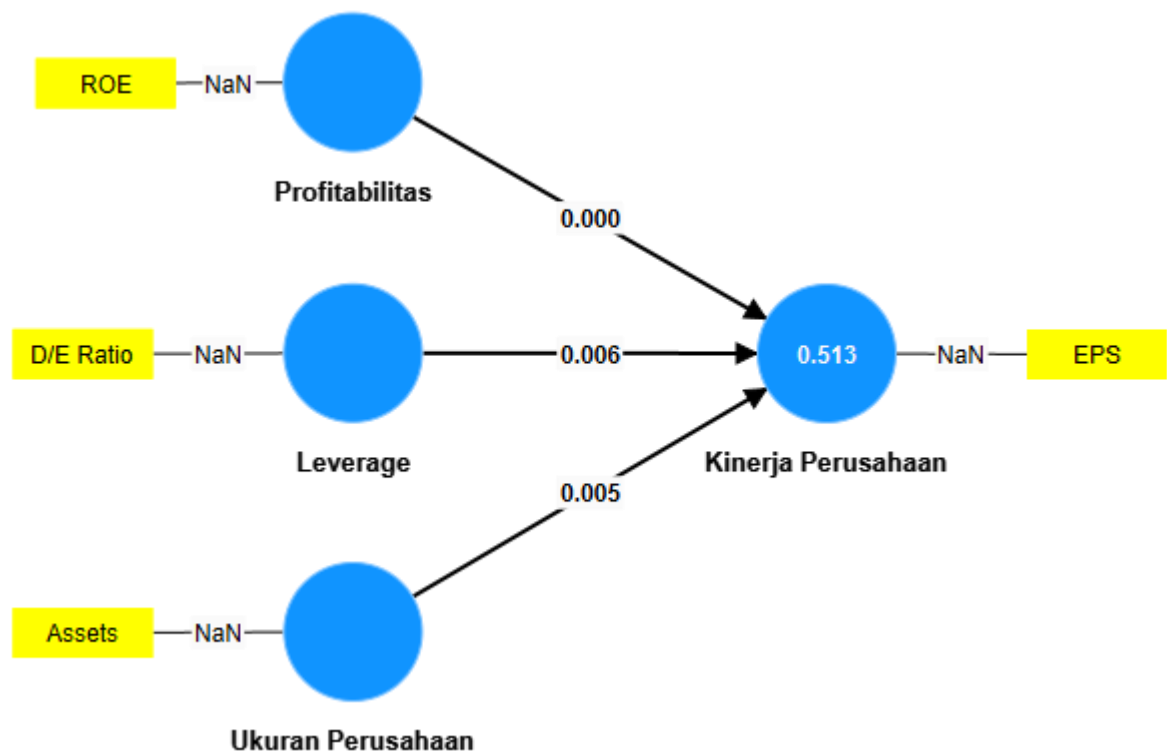 ROE
NaN
Profitabilitas
0.000
D/E Ratio
NaN
0.006
0.513
NaN
EPS
Leverage
Kinerja Perusahaan
0.005
Assets
NaN
Ukuran Perusahaan